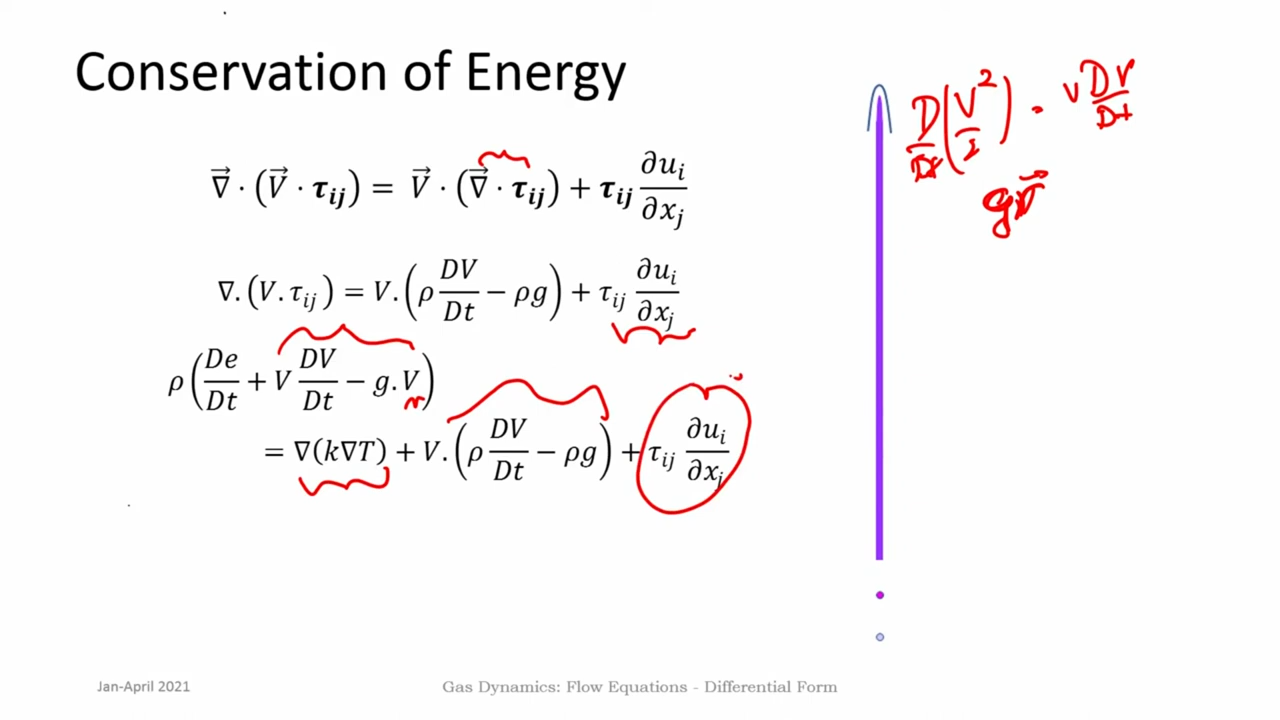 Conservation of Energy
D/Dt (V²/2) = V DV/Dt
∇⃗ · (V⃗ · τᵢⱼ) = V⃗ · (∇⃗ · τᵢⱼ) + τᵢⱼ ∂uᵢ/∂xⱼ
∇.(V.τᵢⱼ) = V.(ρ DV/Dt − ρg) + τᵢⱼ ∂uᵢ/∂xⱼ
ρ(De/Dt + V DV/Dt − g.V)
= ∇(k∇T) + V.(ρ DV/Dt − ρg) + τᵢⱼ ∂uᵢ/∂xⱼ
Jan-April 2021
Gas Dynamics: Flow Equations - Differential Form